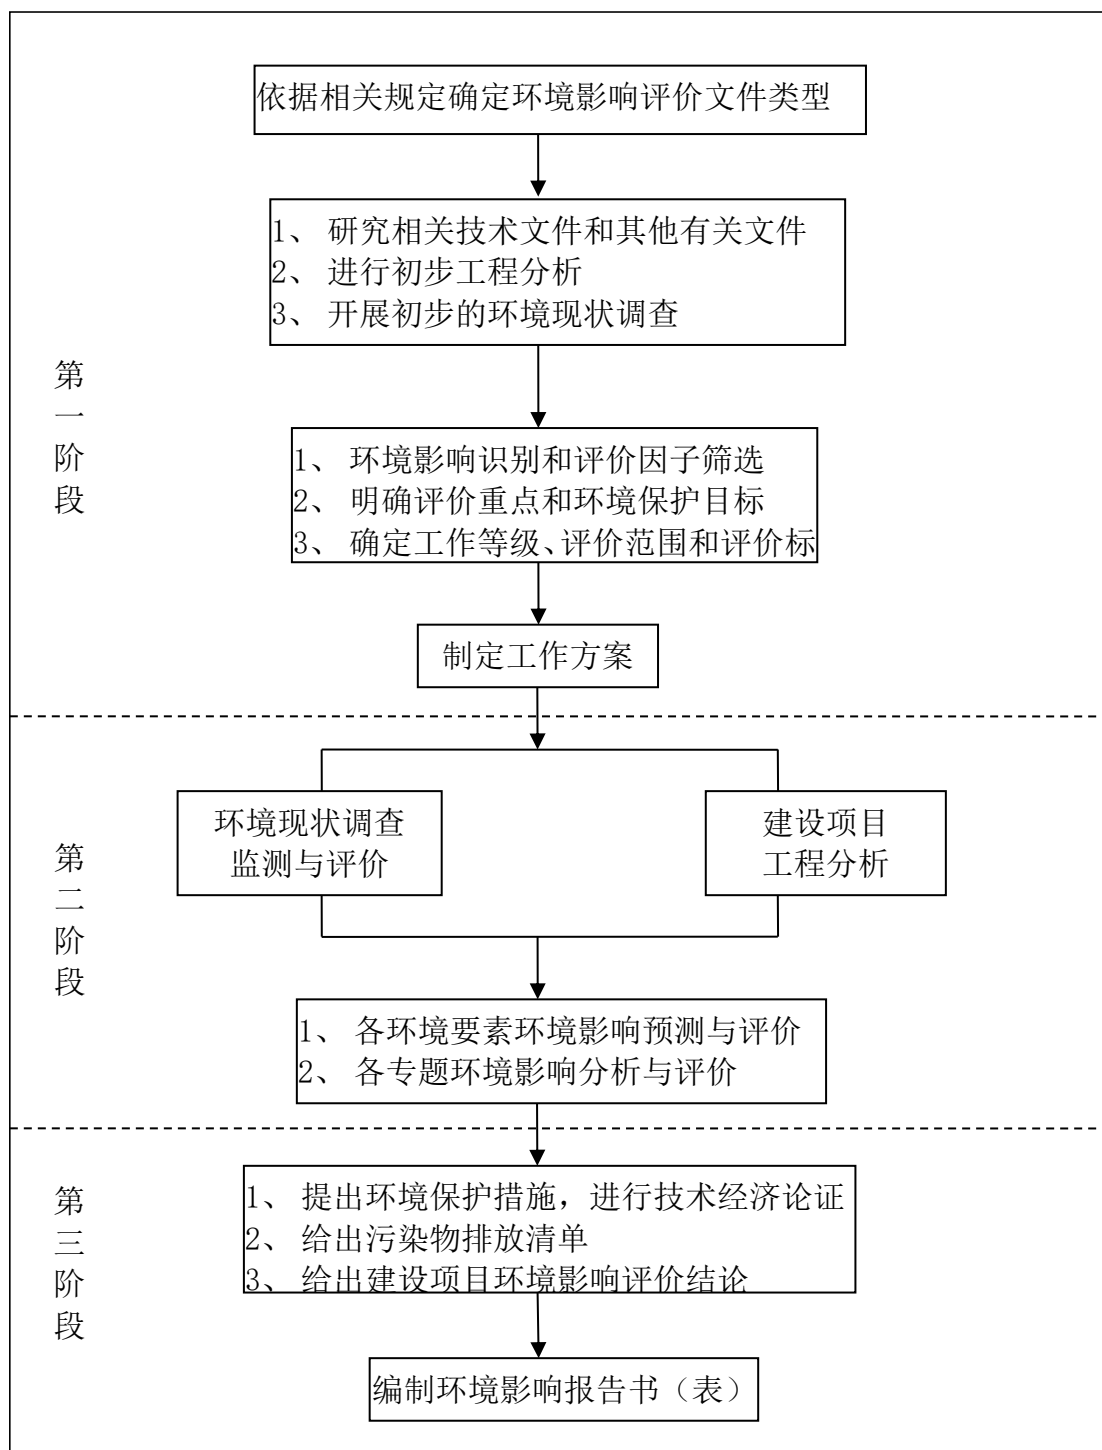 依据相关规定确定环境影响评价文件类型
1、 研究相关技术文件和其他有关文件
2、 进行初步工程分析
3、 开展初步的环境现状调查
第一阶段
1、 环境影响识别和评价因子筛选
2、 明确评价重点和环境保护目标
3、 确定工作等级、评价范围和评价标
制定工作方案
环境现状调查
监测与评价
建设项目
工程分析
第二阶段
1、 各环境要素环境影响预测与评价
2、 各专题环境影响分析与评价
第三阶段
1、 提出环境保护措施，进行技术经济论证
2、 给出污染物排放清单
3、 给出建设项目环境影响评价结论
编制环境影响报告书（表）